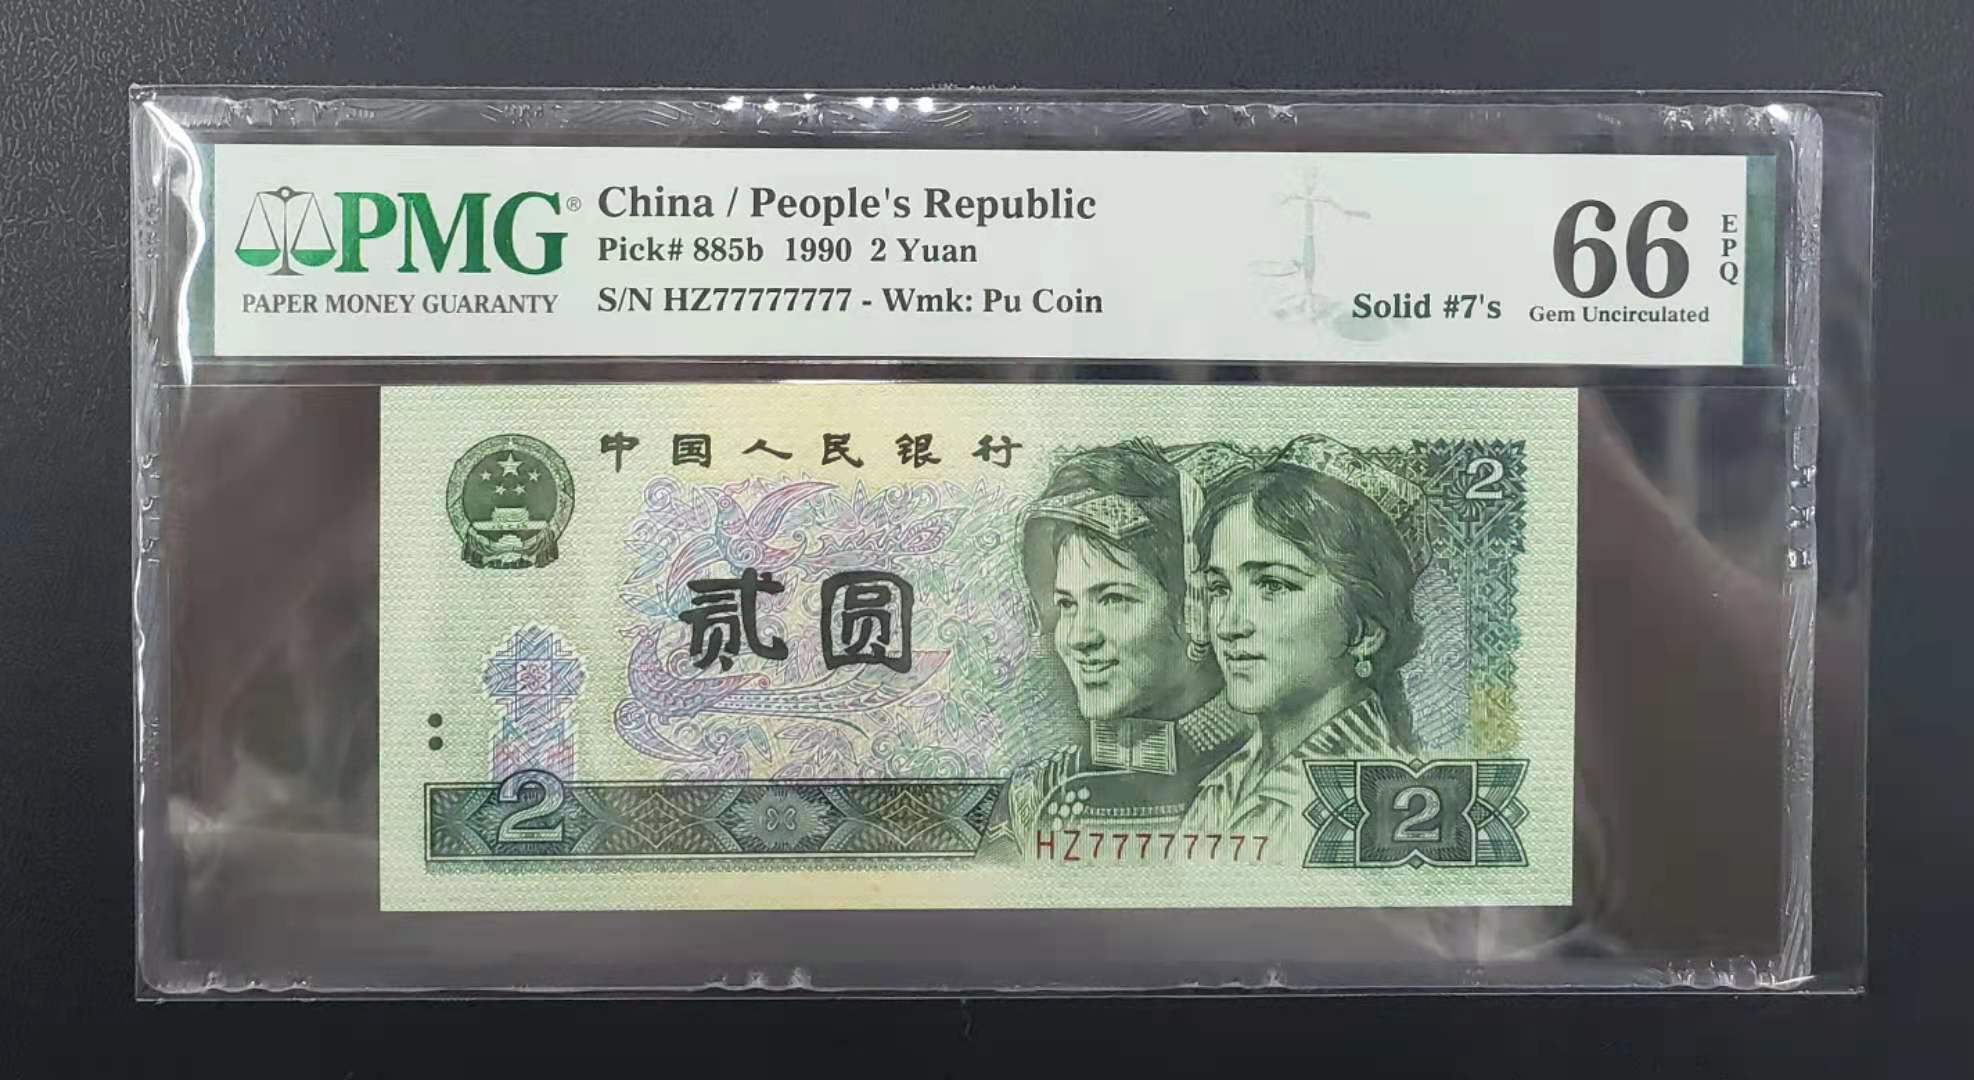 PMG®
PAPER MONEY GUARANTY
China / People's Republic
Pick# 885b 1990 2 Yuan
S/N HZ77777777 - Wmk: Pu Coin
Solid #7's
66
EPQ
Gem Uncirculated
中国人民银行
2
贰圆
2
HZ77777777
2